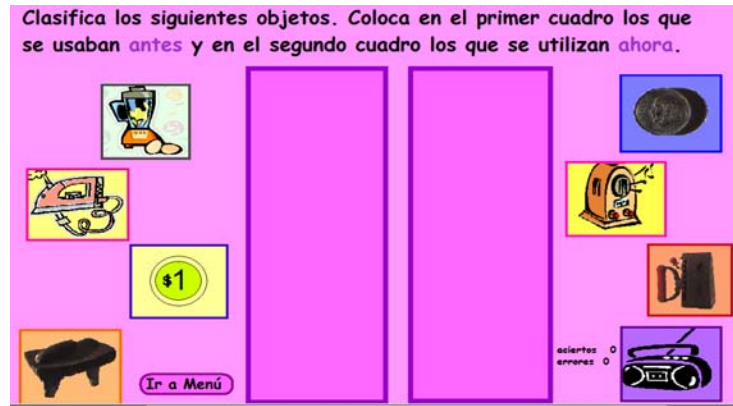 Clasifica los siguientes objetos. Coloca en el primer cuadro los que
se usaban antes y en el segundo cuadro los que se utilizan ahora.
$1
Ir a Menú
aciertos 0
errores 0